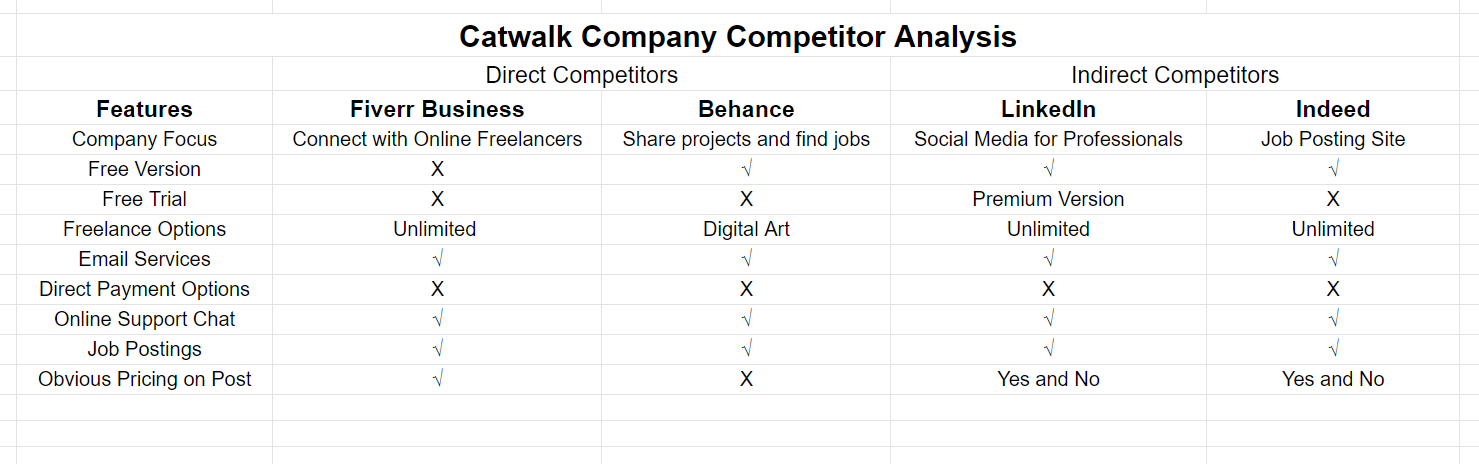 Catwalk Company Competitor Analysis
Direct Competitors Indirect Competitors
Features Fiverr Business Behance LinkedIn Indeed
Company Focus Connect with Online Freelancers Share projects and find jobs Social Media for Professionals Job Posting Site
Free Version X √ √ √
Free Trial X X Premium Version X
Freelance Options Unlimited Digital Art Unlimited Unlimited
Email Services √ √ √ √
Direct Payment Options X X X X
Online Support Chat √ √ √ √
Job Postings √ √ √ √
Obvious Pricing on Post √ X Yes and No Yes and No